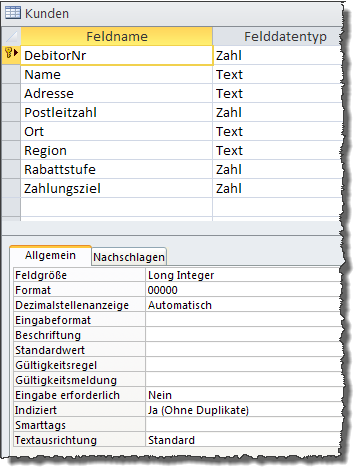 Kunden
Feldname Felddatentyp
DebitorNr Zahl
Name Text
Adresse Text
Postleitzahl Zahl
Ort Text
Region Text
Rabattstufe Zahl
Zahlungsziel Zahl
Allgemein Nachschlagen
Feldgröße Long Integer
Format 00000
Dezimalstellenanzeige Automatisch
Eingabeformat
Beschriftung
Standardwert
Gültigkeitsregel
Gültigkeitsmeldung
Eingabe erforderlich Nein
Indiziert Ja (Ohne Duplikate)
Smarttags
Textausrichtung Standard